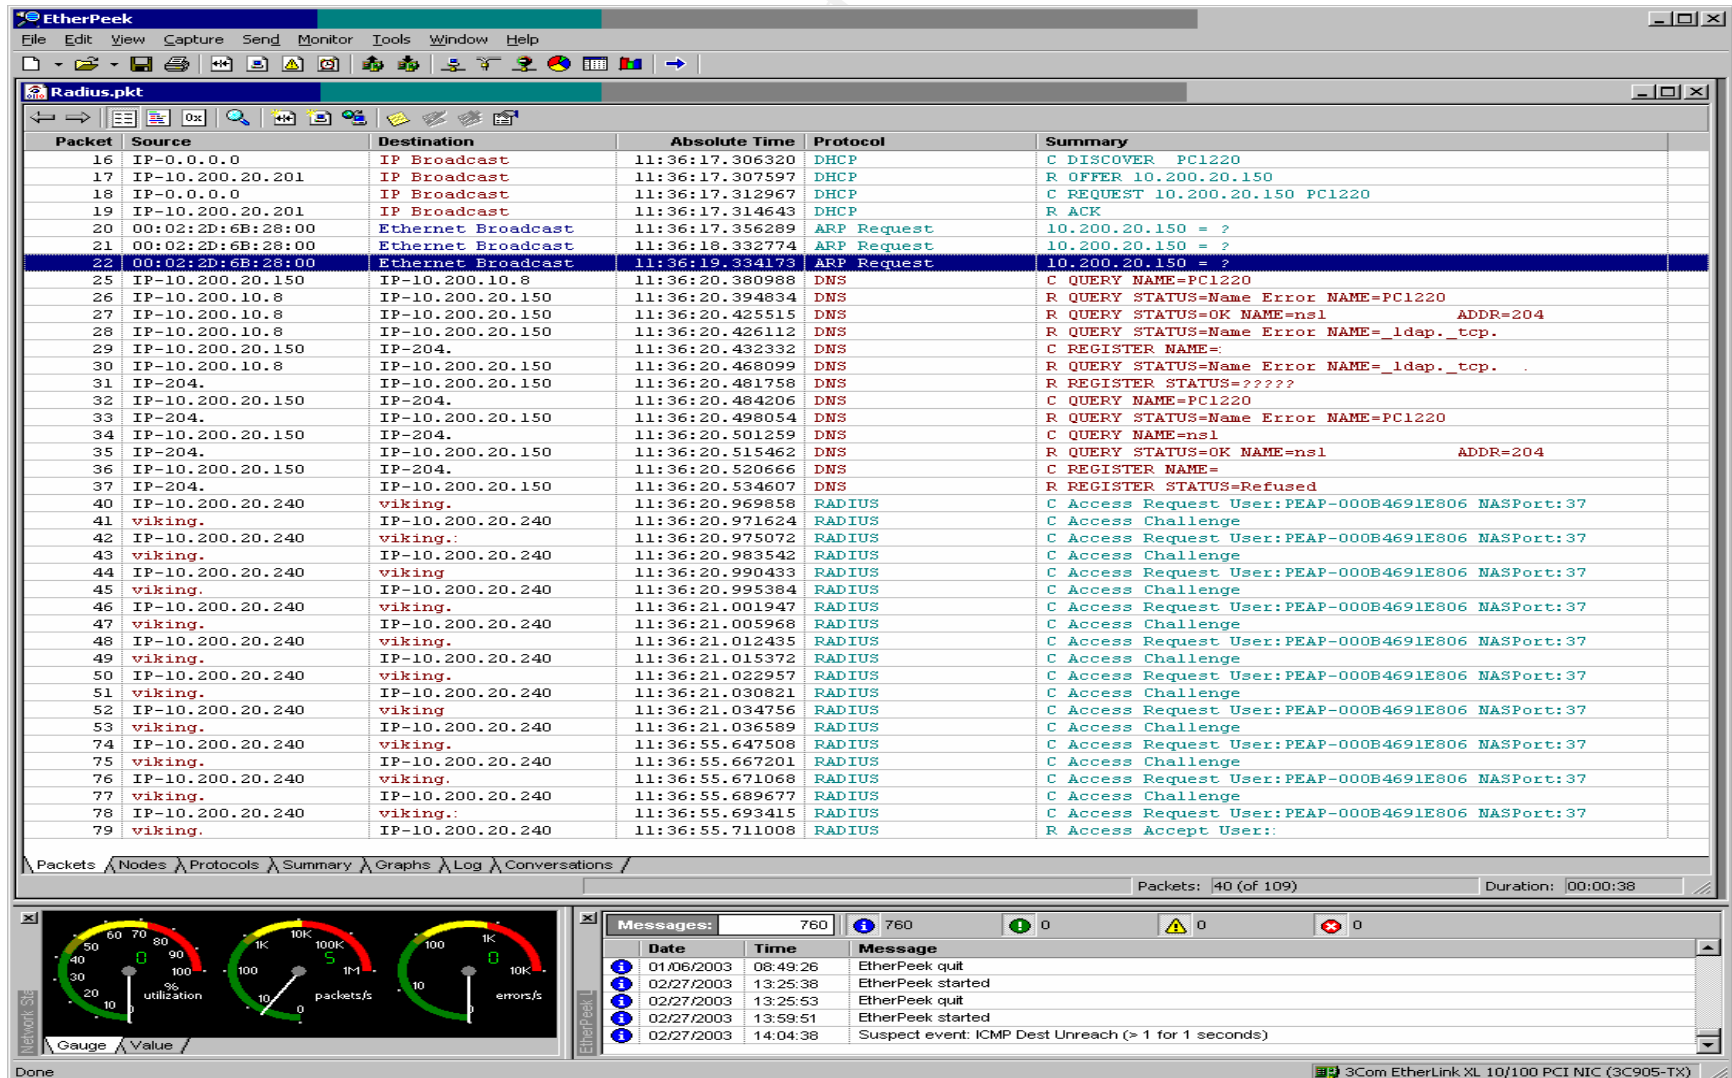 EtherPeek
File Edit View Capture Send Monitor Tools Window Help
Radius.pkt
Packet Source Destination Absolute Time Protocol Summary
16 IP-0.0.0.0 IP Broadcast 11:36:17.306320 DHCP C DISCOVER PC1220
17 IP-10.200.20.201 IP Broadcast 11:36:17.307597 DHCP R OFFER 10.200.20.150
18 IP-0.0.0.0 IP Broadcast 11:36:17.312967 DHCP C REQUEST 10.200.20.150 PC1220
19 IP-10.200.20.201 IP Broadcast 11:36:17.314643 DHCP R ACK
20 00:02:2D:6B:28:00 Ethernet Broadcast 11:36:17.356289 ARP Request 10.200.20.150 = ?
21 00:02:2D:6B:28:00 Ethernet Broadcast 11:36:18.332774 ARP Request 10.200.20.150 = ?
22 00:02:2D:6B:28:00 Ethernet Broadcast 11:36:19.334173 ARP Request 10.200.20.150 = ?
25 IP-10.200.20.150 IP-10.200.10.8 11:36:20.380988 DNS C QUERY NAME=PC1220
26 IP-10.200.10.8 IP-10.200.20.150 11:36:20.394834 DNS R QUERY STATUS=Name Error NAME=PC1220
27 IP-10.200.10.8 IP-10.200.20.150 11:36:20.425515 DNS R QUERY STATUS=OK NAME=ns1 ADDR=204
28 IP-10.200.10.8 IP-10.200.20.150 11:36:20.426112 DNS R QUERY STATUS=Name Error NAME=_ldap._tcp.
29 IP-10.200.20.150 IP-204. 11:36:20.432332 DNS C REGISTER NAME=:
30 IP-10.200.10.8 IP-10.200.20.150 11:36:20.468099 DNS R QUERY STATUS=Name Error NAME=_ldap._tcp. .
31 IP-204. IP-10.200.20.150 11:36:20.481758 DNS R REGISTER STATUS=?????
32 IP-10.200.20.150 IP-204. 11:36:20.484206 DNS C QUERY NAME=PC1220
33 IP-204. IP-10.200.20.150 11:36:20.498054 DNS R QUERY STATUS=Name Error NAME=PC1220
34 IP-10.200.20.150 IP-204. 11:36:20.501259 DNS C QUERY NAME=ns1
35 IP-204. IP-10.200.20.150 11:36:20.515462 DNS R QUERY STATUS=OK NAME=ns1 ADDR=204
36 IP-10.200.20.150 IP-204. 11:36:20.520666 DNS C REGISTER NAME=
37 IP-204. IP-10.200.20.150 11:36:20.534607 DNS R REGISTER STATUS=Refused
40 IP-10.200.20.240 viking. 11:36:20.969858 RADIUS C Access Request User:PEAP-000B4691E806 NASPort:37
41 viking. IP-10.200.20.240 11:36:20.971624 RADIUS C Access Challenge
42 IP-10.200.20.240 viking.: 11:36:20.975072 RADIUS C Access Request User:PEAP-000B4691E806 NASPort:37
43 viking. IP-10.200.20.240 11:36:20.983542 RADIUS C Access Challenge
44 IP-10.200.20.240 viking 11:36:20.990433 RADIUS C Access Request User:PEAP-000B4691E806 NASPort:37
45 viking. IP-10.200.20.240 11:36:20.995384 RADIUS C Access Challenge
46 IP-10.200.20.240 viking. 11:36:21.001947 RADIUS C Access Request User:PEAP-000B4691E806 NASPort:37
47 viking. IP-10.200.20.240 11:36:21.005968 RADIUS C Access Challenge
48 IP-10.200.20.240 viking. 11:36:21.012435 RADIUS C Access Request User:PEAP-000B4691E806 NASPort:37
49 viking. IP-10.200.20.240 11:36:21.015372 RADIUS C Access Challenge
50 IP-10.200.20.240 viking. 11:36:21.022957 RADIUS C Access Request User:PEAP-000B4691E806 NASPort:37
51 viking. IP-10.200.20.240 11:36:21.030821 RADIUS C Access Challenge
52 IP-10.200.20.240 viking 11:36:21.034756 RADIUS C Access Request User:PEAP-000B4691E806 NASPort:37
53 viking. IP-10.200.20.240 11:36:21.036589 RADIUS C Access Challenge
74 IP-10.200.20.240 viking. 11:36:55.647508 RADIUS C Access Request User:PEAP-000B4691E806 NASPort:37
75 viking. IP-10.200.20.240 11:36:55.667201 RADIUS C Access Challenge
76 IP-10.200.20.240 viking. 11:36:55.671068 RADIUS C Access Request User:PEAP-000B4691E806 NASPort:37
77 viking. IP-10.200.20.240 11:36:55.689677 RADIUS C Access Challenge
78 IP-10.200.20.240 viking.: 11:36:55.693415 RADIUS C Access Request User:PEAP-000B4691E806 NASPort:37
79 viking. IP-10.200.20.240 11:36:55.711008 RADIUS R Access Accept User::
Packets Nodes Protocols Summary Graphs Log Conversations
Packets: 40 (of 109) Duration: 00:00:38
Network Sta
0 10 20 30 40 50 60 70 80 90 100
0 % utilization
0 10 100 1K 10K 100K 1M
5 packets/s
10 100 1K 10K
0 errors/s
Gauge Value
EtherPeek L
Messages: 760 760 0 0 0
Date Time Message
01/06/2003 08:49:26 EtherPeek quit
02/27/2003 13:25:38 EtherPeek started
02/27/2003 13:25:53 EtherPeek quit
02/27/2003 13:59:51 EtherPeek started
02/27/2003 14:04:38 Suspect event: ICMP Dest Unreach (> 1 for 1 seconds)
Done 3Com EtherLink XL 10/100 PCI NIC (3C905-TX)